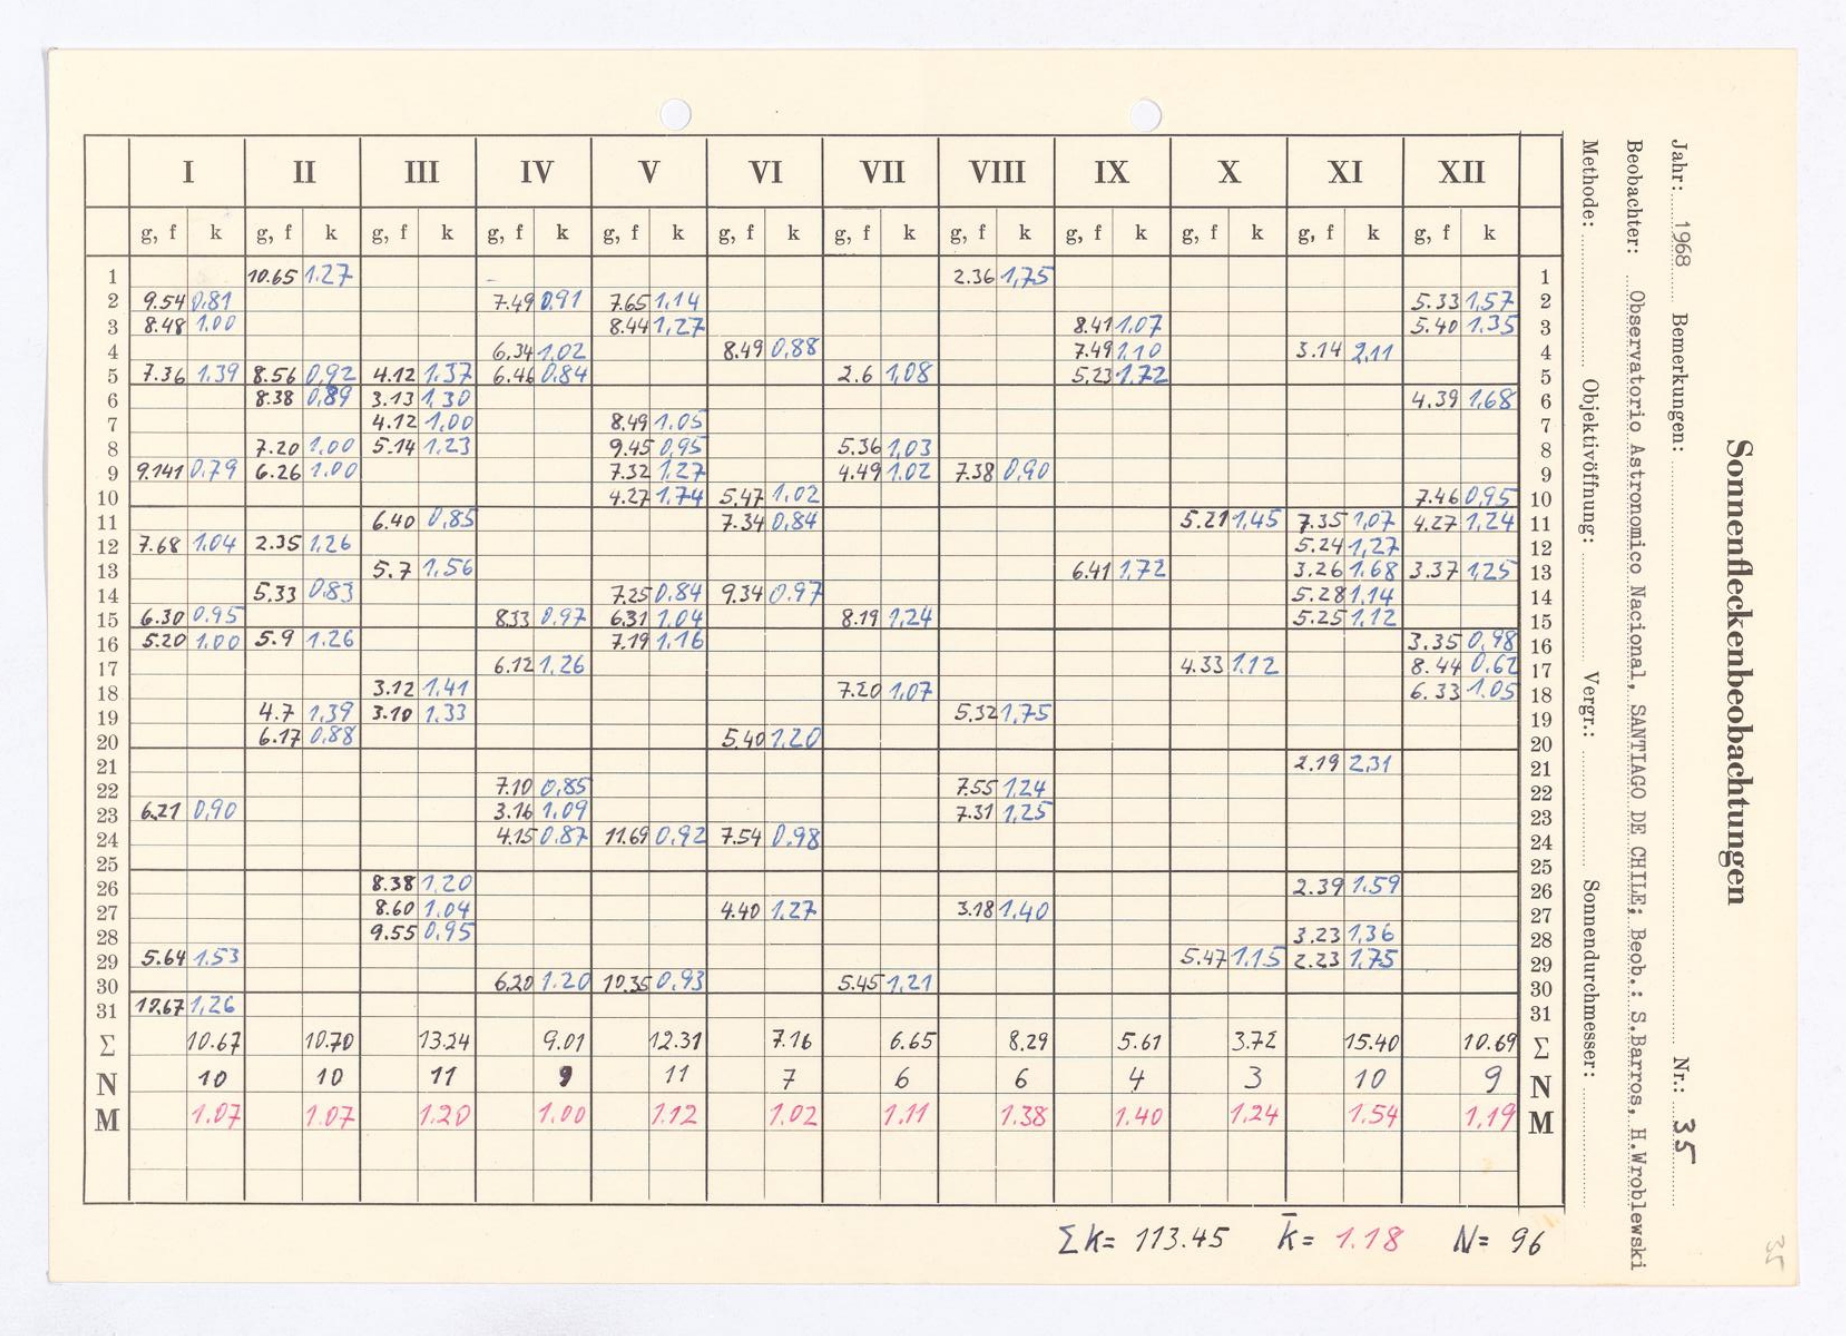 I II III IV V VI VII VIII IX X XI XII
g, f k g, f k g, f k g, f k g, f k g, f k g, f k g, f k g, f k g, f k g, f k g, f k
1 10.65 1.27 2.36 1,75 1
2 9.54 0.81 7.49 0.91 7.65 1.14 5.33 1,57 2
3 8.48 1.00 8.44 1,27 8.41 1.07 5.40 1.35 3
4 6.34 1.02 8.49 0.88 7.49 1.10 3.14 2,11 4
5 7.36 1.39 8.56 0,92 4.12 1.37 6.46 0.84 2.6 1,08 5,23 1.72 5
6 8.38 0,89 3.13 1,30 4.39 1,68 6
7 4.12 1,00 8.49 1.05 7
8 7.20 1.00 5.14 1.23 9.45 0,95 5.36 1,03 8
9 9.141 0.79 6.26 1.00 7.32 1,27 4.49 1.02 7.38 0,90 9
10 4.27 1.74 5,47 1.02 7.46 0,95 10
11 6.40 0,85 7.34 0,84 5.21 1,45 7.35 1,07 4.27 1,24 11
12 7.68 1.04 2.35 1,26 5.24 1,27 12
13 5.7 1,56 6.41 1,72 3.26 1.68 3.37 1,25 13
14 5.33 0.83 7.25 0.84 9.34 0.97 5.28 1,14 14
15 6.30 0.95 8.33 0.97 6.31 1,04 8.19 1,24 5.25 1,12 15
16 5.20 1,00 5.9 1.26 7.19 1,16 3.35 0,98 16
17 6.12 1,26 4.33 1.12 8.44 0.62 17
18 3.12 1,41 7.20 1,07 6.33 1.05 18
19 4.7 1,39 3.10 1,33 5.32 1,75 19
20 6.17 0,88 5.40 1.20 20
21 2.19 2,31 21
22 7.10 0,85 7.55 1,24 22
23 6.21 0,90 3.16 1.09 7.31 1,25 23
24 4.15 0.87 11.69 0.92 7.54 0.98 24
25 25
26 8.38 1,20 2.39 1.59 26
27 8.60 1.04 4.40 1,27 3.18 1,40 27
28 9.55 0.95 3.23 1,36 28
29 5.64 1.53 5.47 1.15 2.23 1,75 29
30 6,20 1.20 10.35 0,93 5.45 1,21 30
31 10.67 1,26 31
Σ 10.67 10.70 13.24 9.01 12.31 7.16 6.65 8.29 5.61 3.72 15.40 10.69 Σ
N 10 10 11 9 11 7 6 6 4 3 10 9 N
M 1.07 1.07 1.20 1.00 1.12 1.02 1.11 1.38 1.40 1.24 1.54 1,19 M
Σk= 113.45 k̄= 1.18 N= 96
Sonnenfleckenbeobachtungen
Jahr: 1968 Bemerkungen: Nr.: 35
Beobachter: Observatorio Astronomico Nacional, SANTIAGO DE CHILE; Beob.: S.Barros, H.Wroblewski
Methode: Objektivöffnung: Vergr.: Sonnendurchmesser:
35